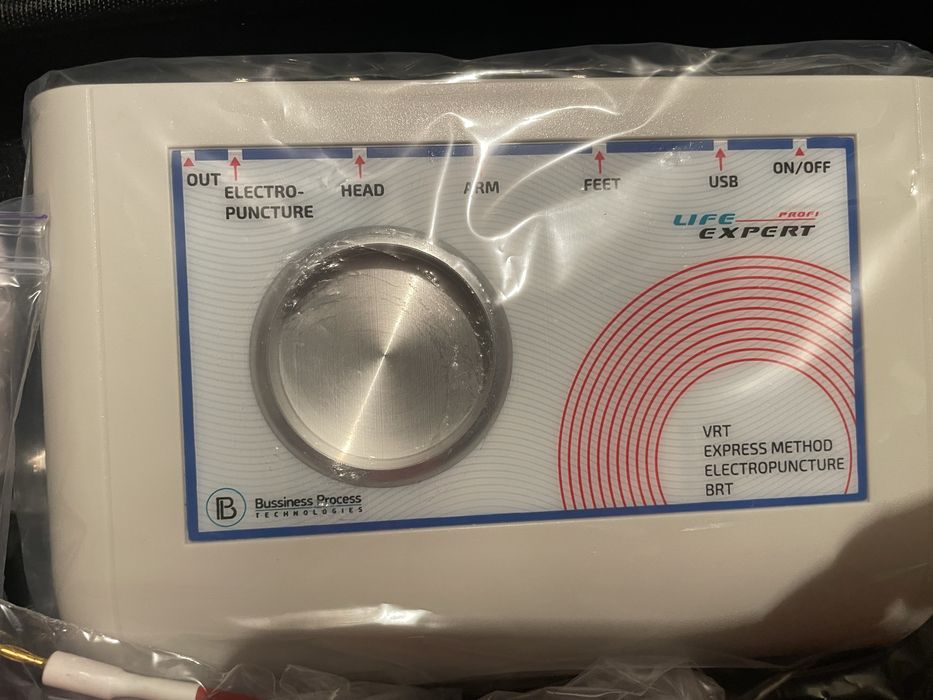 OUT
ELECTRO-
PUNCTURE
HEAD
ARM
FEET
USB
ON/OFF
LIFE PROFI
EXPERT
VRT
EXPRESS METHOD
ELECTROPUNCTURE
BRT
B
Bussiness Process
TECHNOLOGIES